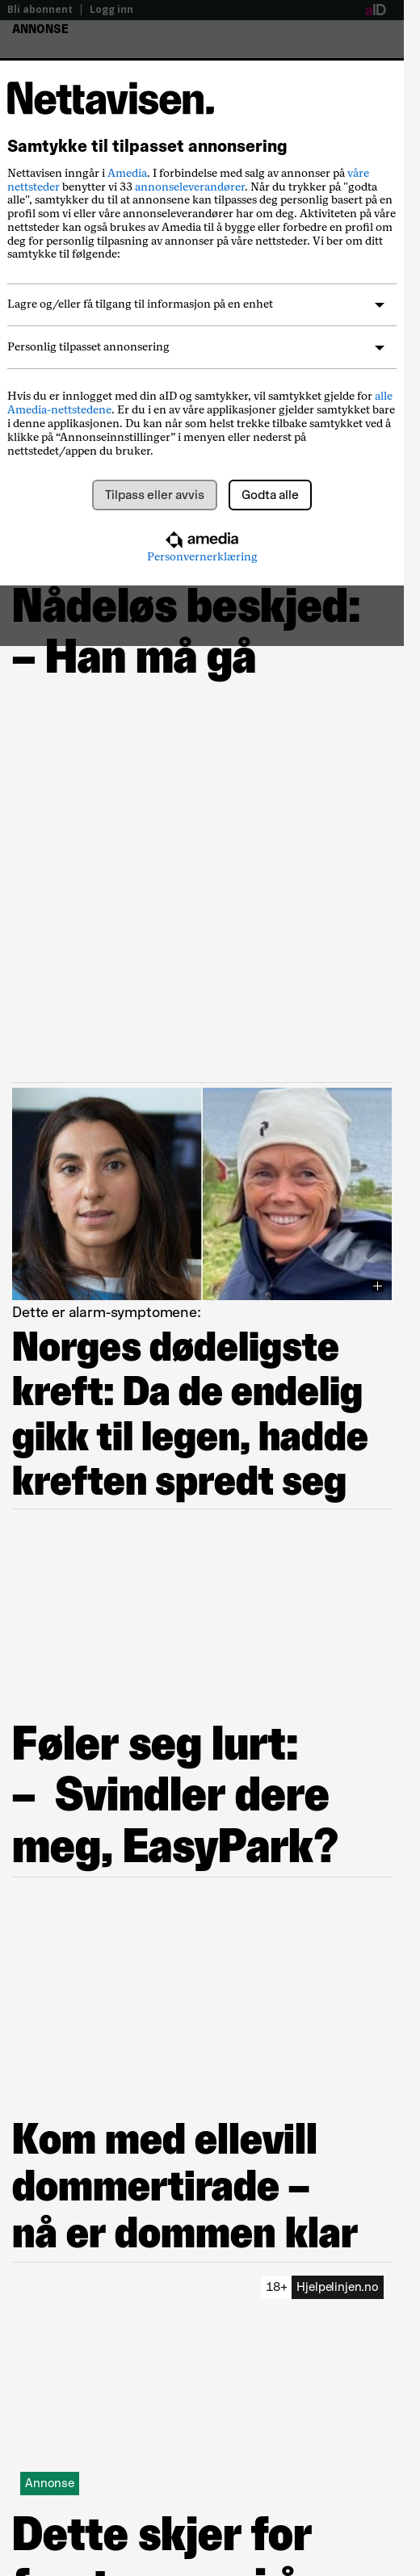 Bli abonnent | Logg inn
aID
ANNONSE
Nettavisen.
Samtykke til tilpasset annonsering
Nettavisen inngår i Amedia. I forbindelse med salg av annonser på våre
nettsteder benytter vi 33 annonseleverandører. Når du trykker på "godta
alle", samtykker du til at annonsene kan tilpasses deg personlig basert på en
profil som vi eller våre annonseleverandører har om deg. Aktiviteten på våre
nettsteder kan også brukes av Amedia til å bygge eller forbedre en profil om
deg for personlig tilpasning av annonser på våre nettsteder. Vi ber om ditt
samtykke til følgende:
Lagre og/eller få tilgang til informasjon på en enhet
Personlig tilpasset annonsering
Hvis du er innlogget med din aID og samtykker, vil samtykket gjelde for alle
Amedia-nettstedene. Er du i en av våre applikasjoner gjelder samtykket bare
i denne applikasjonen. Du kan når som helst trekke tilbake samtykket ved å
klikke på “Annonseinnstillinger” i menyen eller nederst på
nettstedet/appen du bruker.
Tilpass eller avvis
Godta alle
amedia
Personvernerklæring
Nådeløs beskjed:
– Han må gå
Dette er alarm-symptomene:
Norges dødeligste
kreft: Da de endelig
gikk til legen, hadde
kreften spredt seg
Føler seg lurt:
– Svindler dere
meg, EasyPark?
Kom med ellevill
dommertirade –
nå er dommen klar
18+ Hjelpelinjen.no
Annonse
Dette skjer for